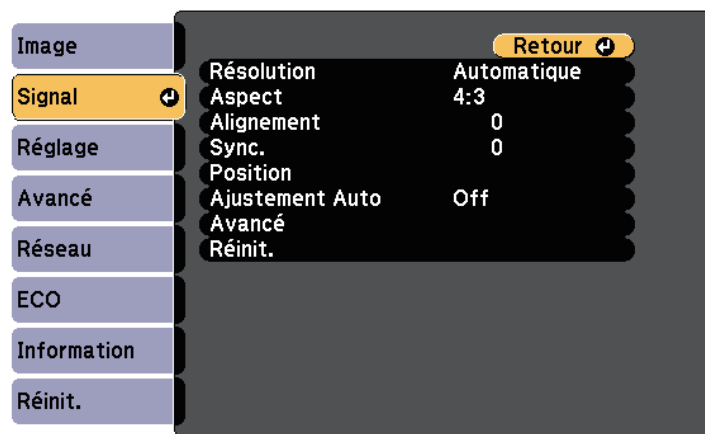 Image
Signal
Réglage
Avancé
Réseau
ECO
Information
Réinit.
Retour
Résolution Automatique
Aspect 4:3
Alignement 0
Sync. 0
Position
Ajustement Auto Off
Avancé
Réinit.